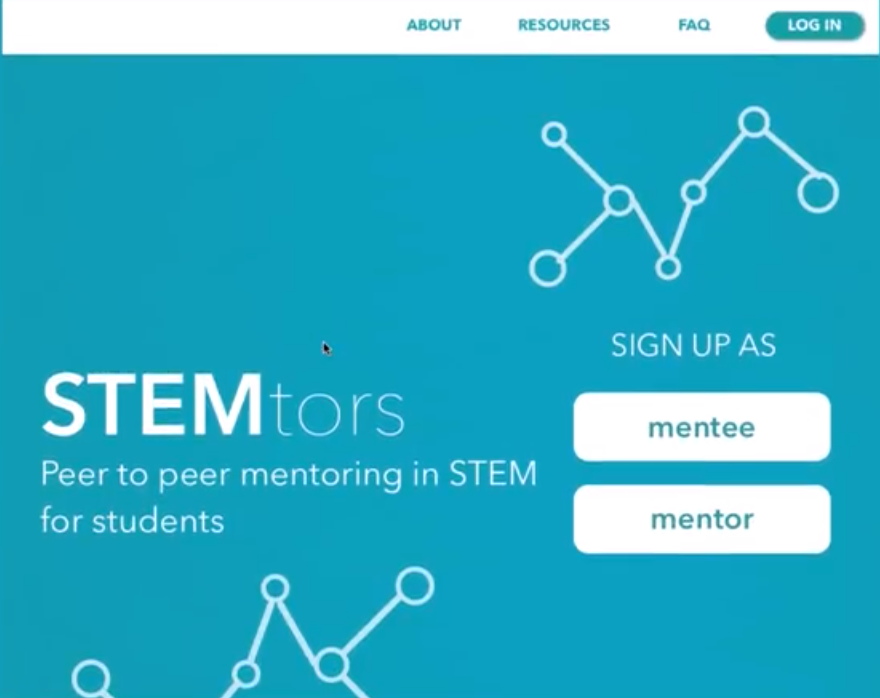 ABOUT RESOURCES FAQ LOG IN
SIGN UP AS
STEMtors
Peer to peer mentoring in STEM
for students
mentee
mentor